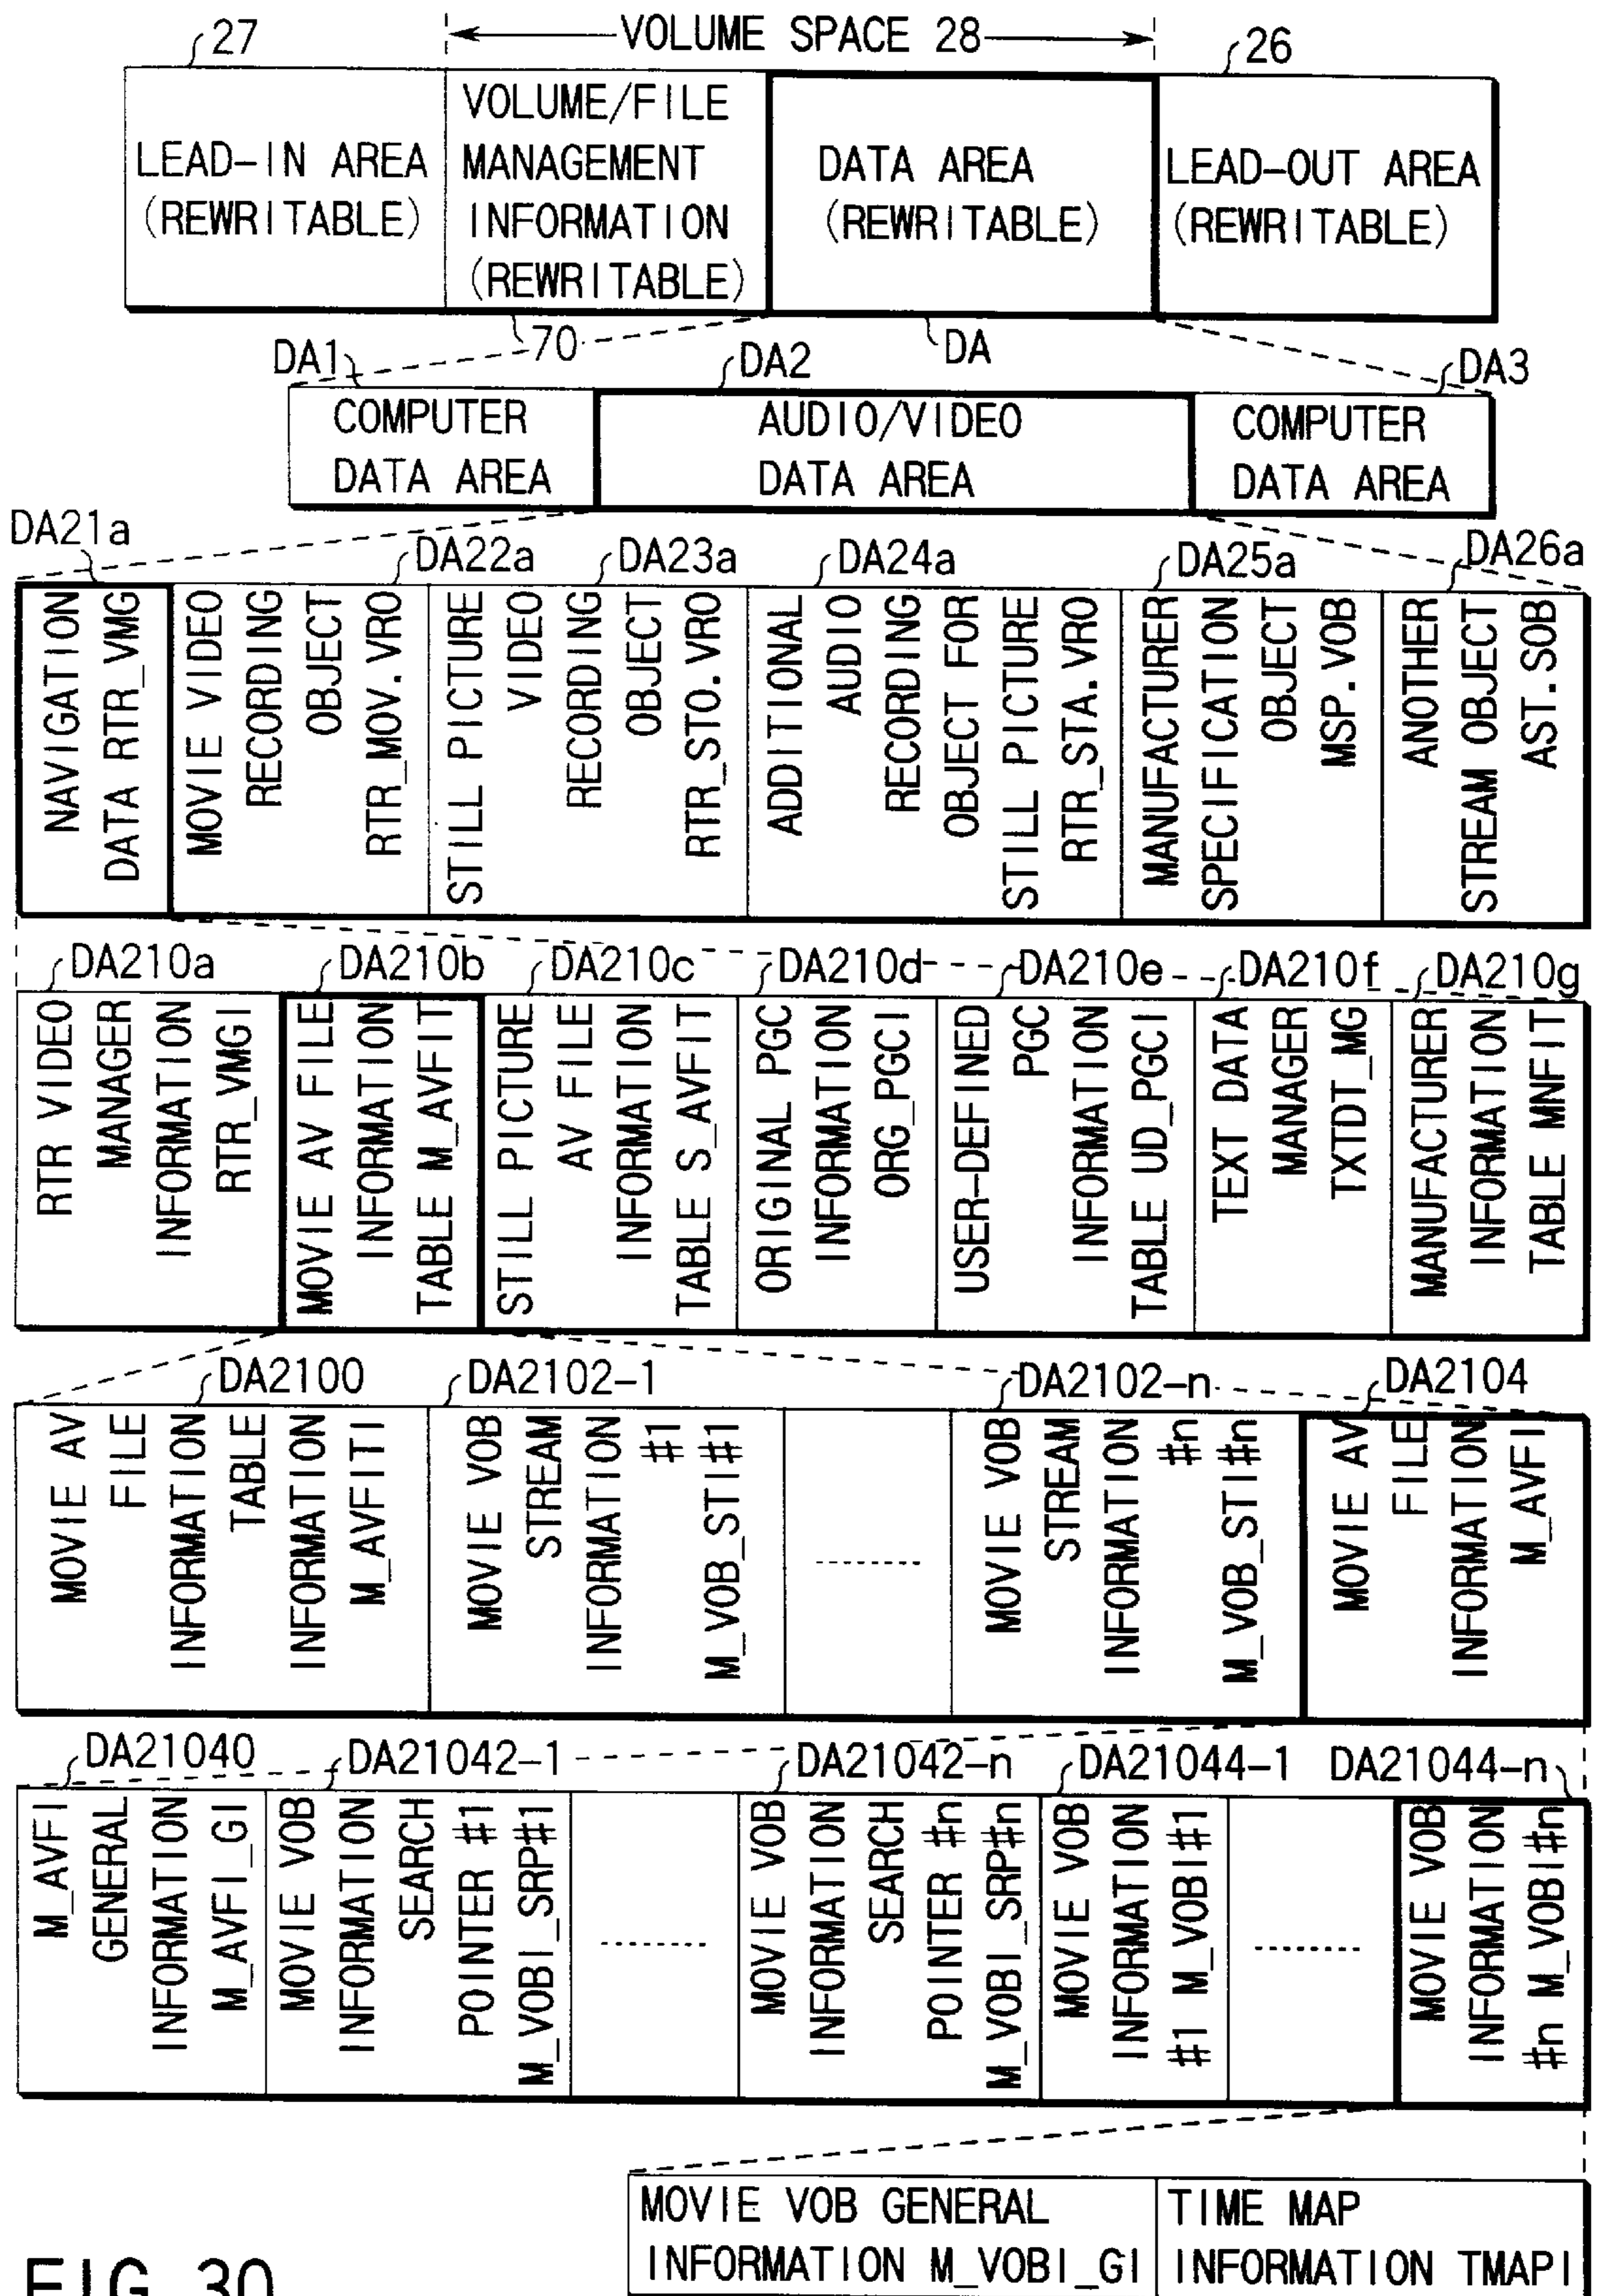 27
VOLUME SPACE 28
26
LEAD-IN AREA
(REWRITABLE)
VOLUME/FILE
MANAGEMENT
INFORMATION
(REWRITABLE)
DATA AREA
(REWRITABLE)
LEAD-OUT AREA
(REWRITABLE)
70
DA
DA1
DA2
DA3
COMPUTER
DATA AREA
AUDIO/VIDEO
DATA AREA
COMPUTER
DATA AREA
DA21a
DA22a
DA23a
DA24a
DA25a
DA26a
NAVIGATION
DATA RTR_VMG
MOVIE VIDEO
RECORDING
OBJECT
RTR_MOV.VRO
STILL PICTURE
VIDEO
RECORDING
OBJECT
RTR_STO.VRO
ADDITIONAL
AUDIO
RECORDING
OBJECT FOR
STILL PICTURE
RTR_STA.VRO
MANUFACTURER
SPECIFICATION
OBJECT
MSP.VOB
ANOTHER
STREAM OBJECT
AST.SOB
DA210a
DA210b
DA210c
DA210d
DA210e
DA210f
DA210g
RTR VIDEO
MANAGER
INFORMATION
RTR_VMGI
MOVIE AV FILE
INFORMATION
TABLE M_AVFIT
STILL PICTURE
AV FILE
INFORMATION
TABLE S_AVFIT
ORIGINAL PGC
INFORMATION
ORG_PGCI
USER-DEFINED
PGC
INFORMATION
TABLE UD_PGCI
TEXT DATA
MANAGER
TXTDT_MG
MANUFACTURER
INFORMATION
TABLE MNFIT
DA2100
DA2102-1
DA2102-n
DA2104
MOVIE AV
FILE
INFORMATION
TABLE
INFORMATION
M_AVFITI
MOVIE VOB
STREAM
INFORMATION
#1
M_VOB_STI#1
MOVIE VOB
STREAM
INFORMATION
#n
M_VOB_STI#n
MOVIE AV
FILE
INFORMATION
M_AVFI
DA21040
DA21042-1
DA21042-n
DA21044-1
DA21044-n
M_AVFI
GENERAL
INFORMATION
M_AVFI_GI
MOVIE VOB
INFORMATION
SEARCH
POINTER #1
M_VOBI_SRP#1
MOVIE VOB
INFORMATION
SEARCH
POINTER #n
M_VOBI_SRP#n
MOVIE VOB
INFORMATION
#1 M_VOBI#1
MOVIE VOB
INFORMATION
#n M_VOBI#n
MOVIE VOB GENERAL
INFORMATION M_VOBI_GI
TIME MAP
INFORMATION TMAPI
FIG. 30